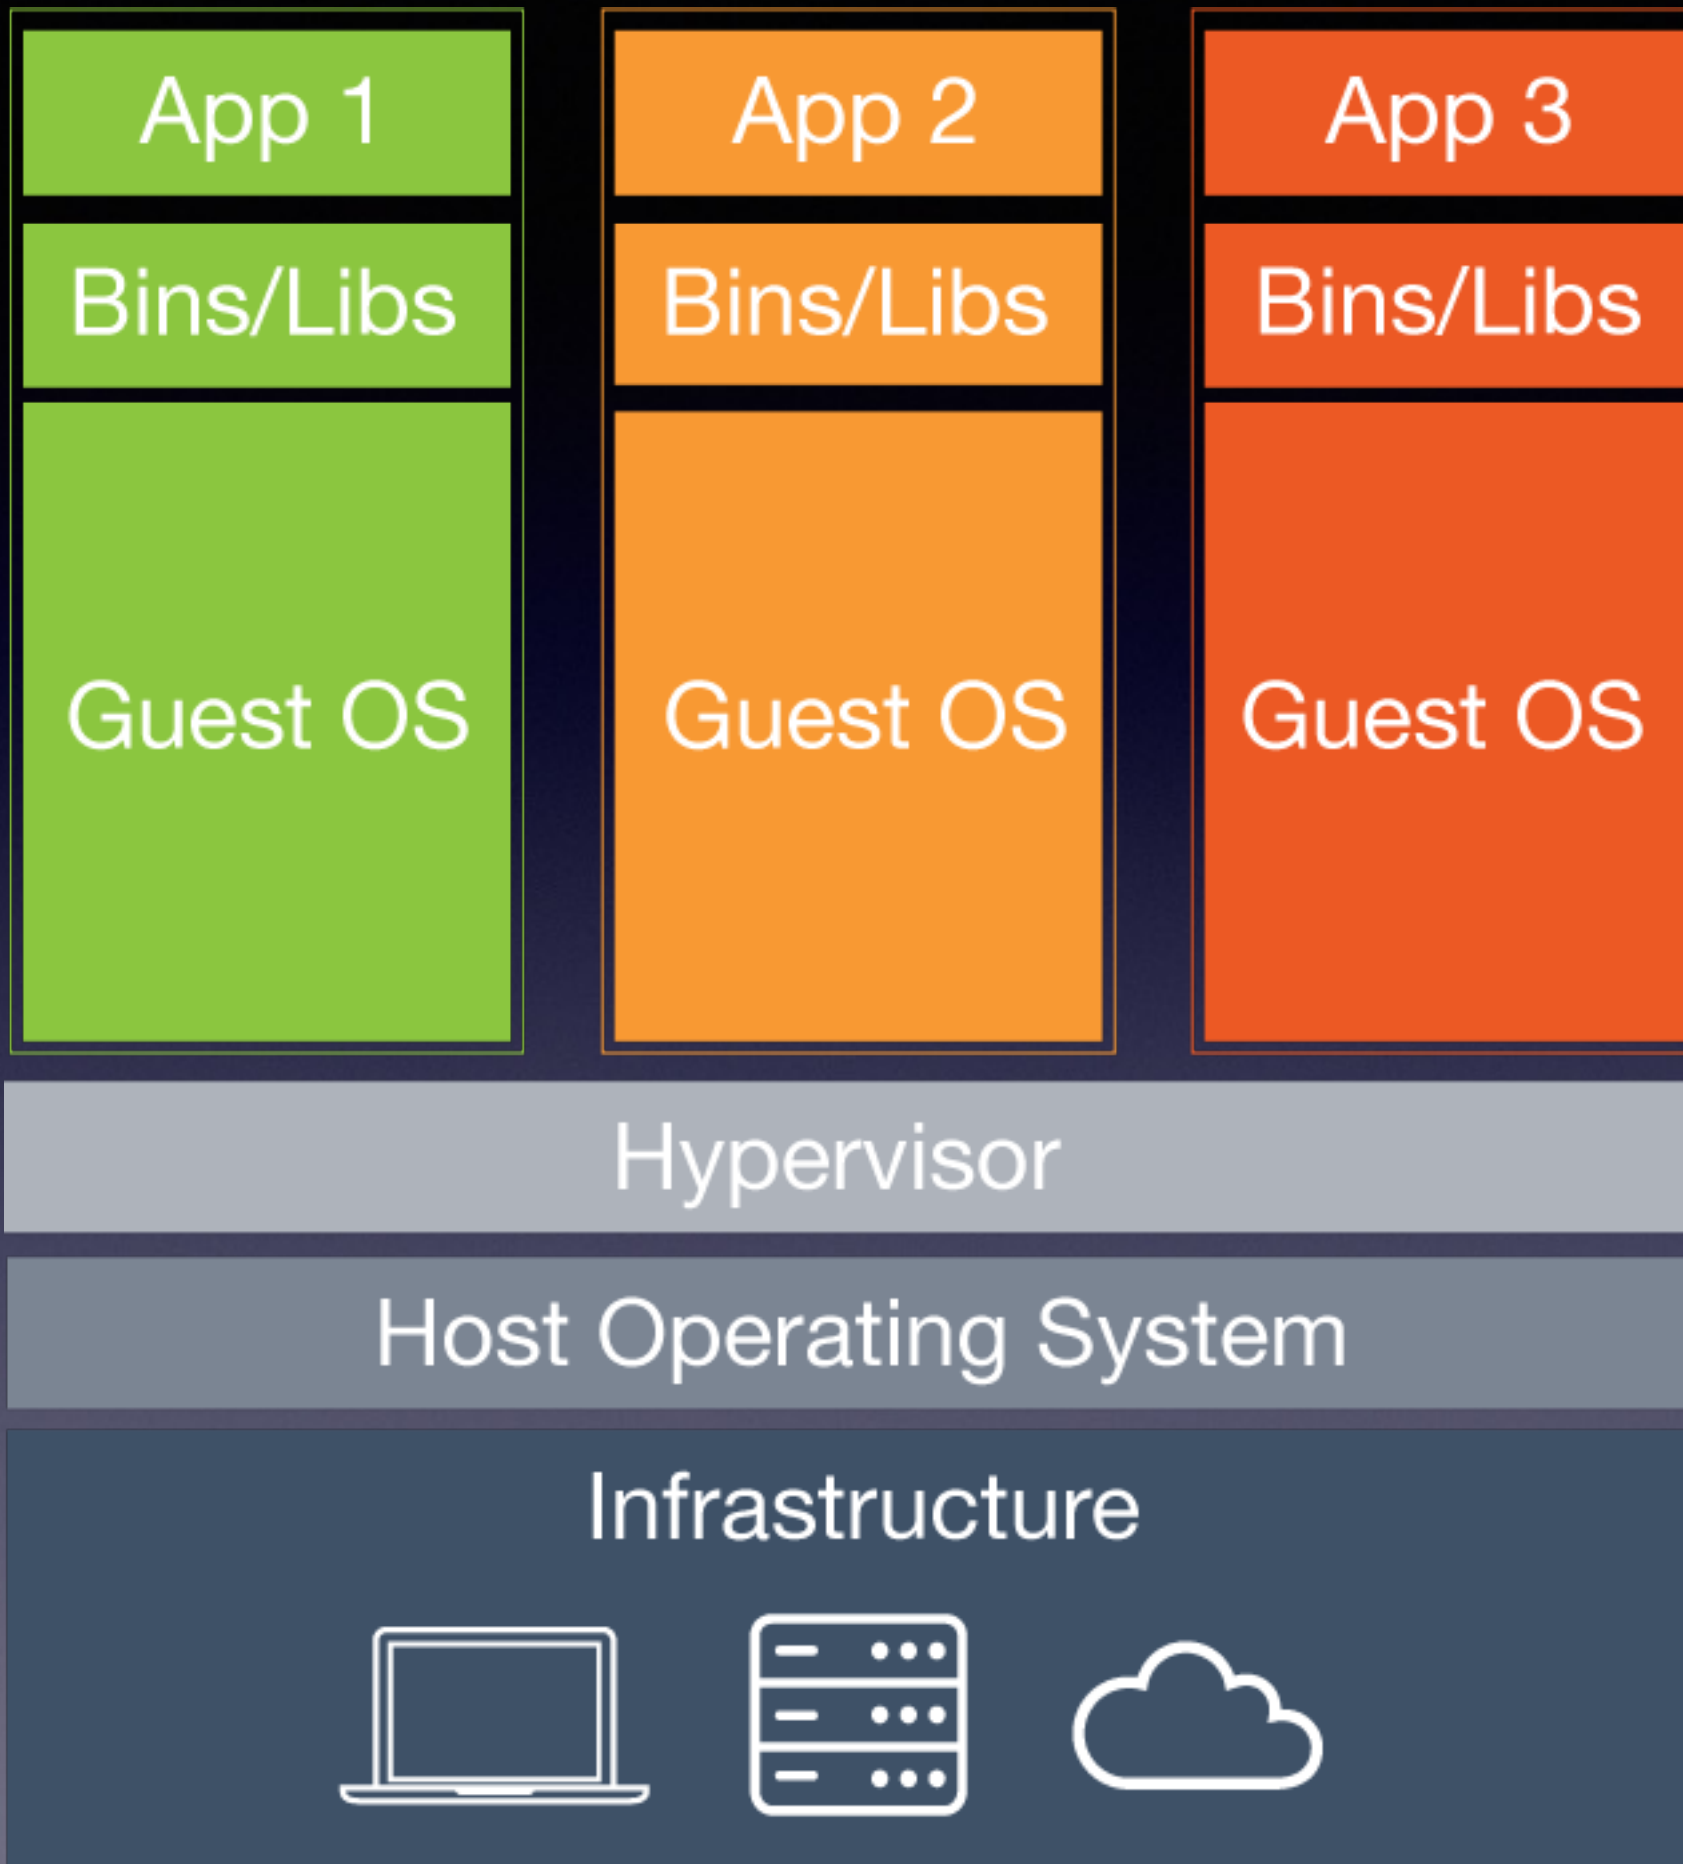 App 1
App 2
App 3
Bins/Libs
Bins/Libs
Bins/Libs
Guest OS
Guest OS
Guest OS
Hypervisor
Host Operating System
Infrastructure